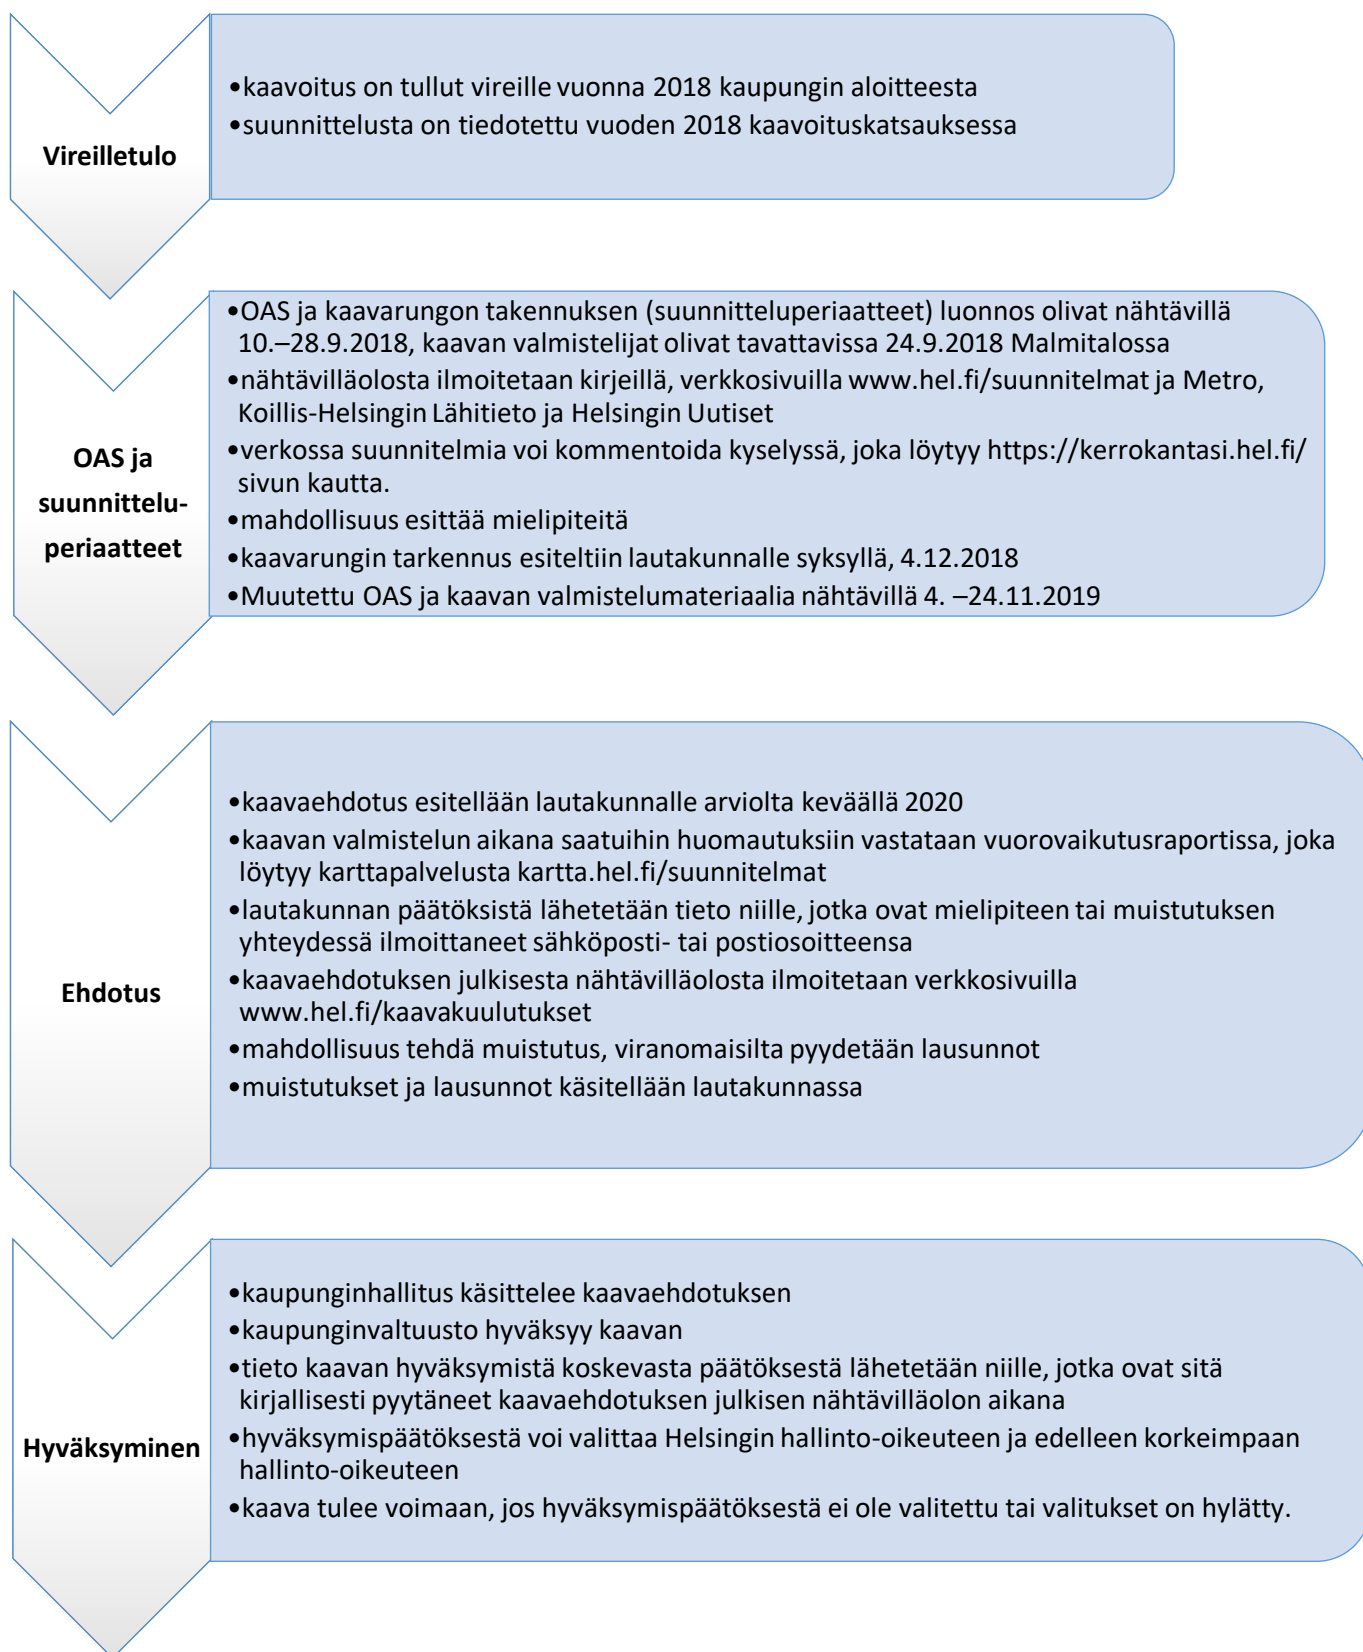 Vireilletulo
•kaavoitus on tullut vireille vuonna 2018 kaupungin aloitteesta
•suunnittelusta on tiedotettu vuoden 2018 kaavoituskatsauksessa
OAS ja
suunnittelu-
periaatteet
•OAS ja kaavarungon takennuksen (suunnitteluperiaatteet) luonnos olivat nähtävillä
10.–28.9.2018, kaavan valmistelijat olivat tavattavissa 24.9.2018 Malmitalossa
•nähtävilläolosta ilmoitetaan kirjeillä, verkkosivuilla www.hel.fi/suunnitelmat ja Metro,
Koillis-Helsingin Lähitieto ja Helsingin Uutiset
•verkossa suunnitelmia voi kommentoida kyselyssä, joka löytyy https://kerrokantasi.hel.fi/
sivun kautta.
•mahdollisuus esittää mielipiteitä
•kaavarungin tarkennus esiteltiin lautakunnalle syksyllä, 4.12.2018
•Muutettu OAS ja kaavan valmistelumateriaalia nähtävillä 4. –24.11.2019
Ehdotus
•kaavaehdotus esitellään lautakunnalle arviolta keväällä 2020
•kaavan valmistelun aikana saatuihin huomautuksiin vastataan vuorovaikutusraportissa, joka
löytyy karttapalvelusta kartta.hel.fi/suunnitelmat
•lautakunnan päätöksistä lähetetään tieto niille, jotka ovat mielipiteen tai muistutuksen
yhteydessä ilmoittaneet sähköposti- tai postiosoitteensa
•kaavaehdotuksen julkisesta nähtävilläolosta ilmoitetaan verkkosivuilla
www.hel.fi/kaavakuulutukset
•mahdollisuus tehdä muistutus, viranomaisilta pyydetään lausunnot
•muistutukset ja lausunnot käsitellään lautakunnassa
Hyväksyminen
•kaupunginhallitus käsittelee kaavaehdotuksen
•kaupunginvaltuusto hyväksyy kaavan
•tieto kaavan hyväksymistä koskevasta päätöksestä lähetetään niille, jotka ovat sitä
kirjallisesti pyytäneet kaavaehdotuksen julkisen nähtävilläolon aikana
•hyväksymispäätöksestä voi valittaa Helsingin hallinto-oikeuteen ja edelleen korkeimpaan
hallinto-oikeuteen
•kaava tulee voimaan, jos hyväksymispäätöksestä ei ole valitettu tai valitukset on hylätty.